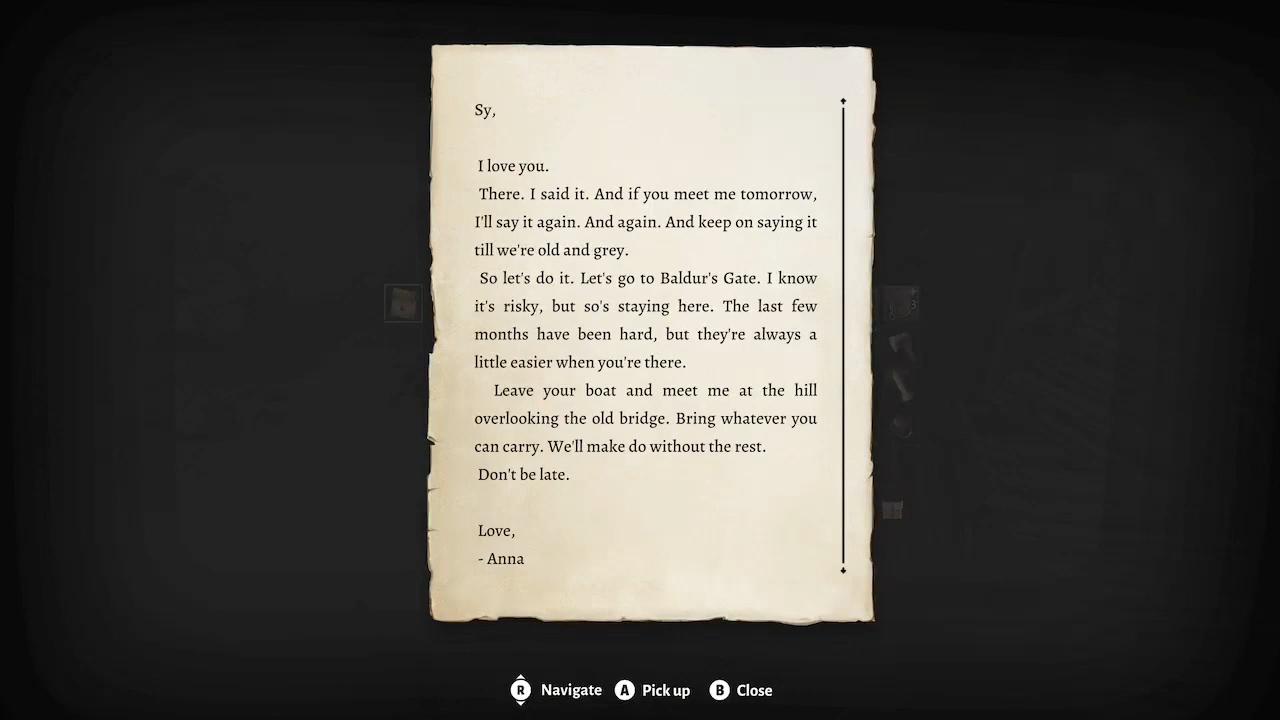 Sy,
I love you.
There. I said it. And if you meet me tomorrow,
I'll say it again. And again. And keep on saying it
till we're old and grey.
So let's do it. Let's go to Baldur's Gate. I know
it's risky, but so's staying here. The last few
months have been hard, but they're always a
little easier when you're there.
Leave your boat and meet me at the hill
overlooking the old bridge. Bring whatever you
can carry. We'll make do without the rest.
Don't be late.
Love,
- Anna
R Navigate A Pick up B Close
3